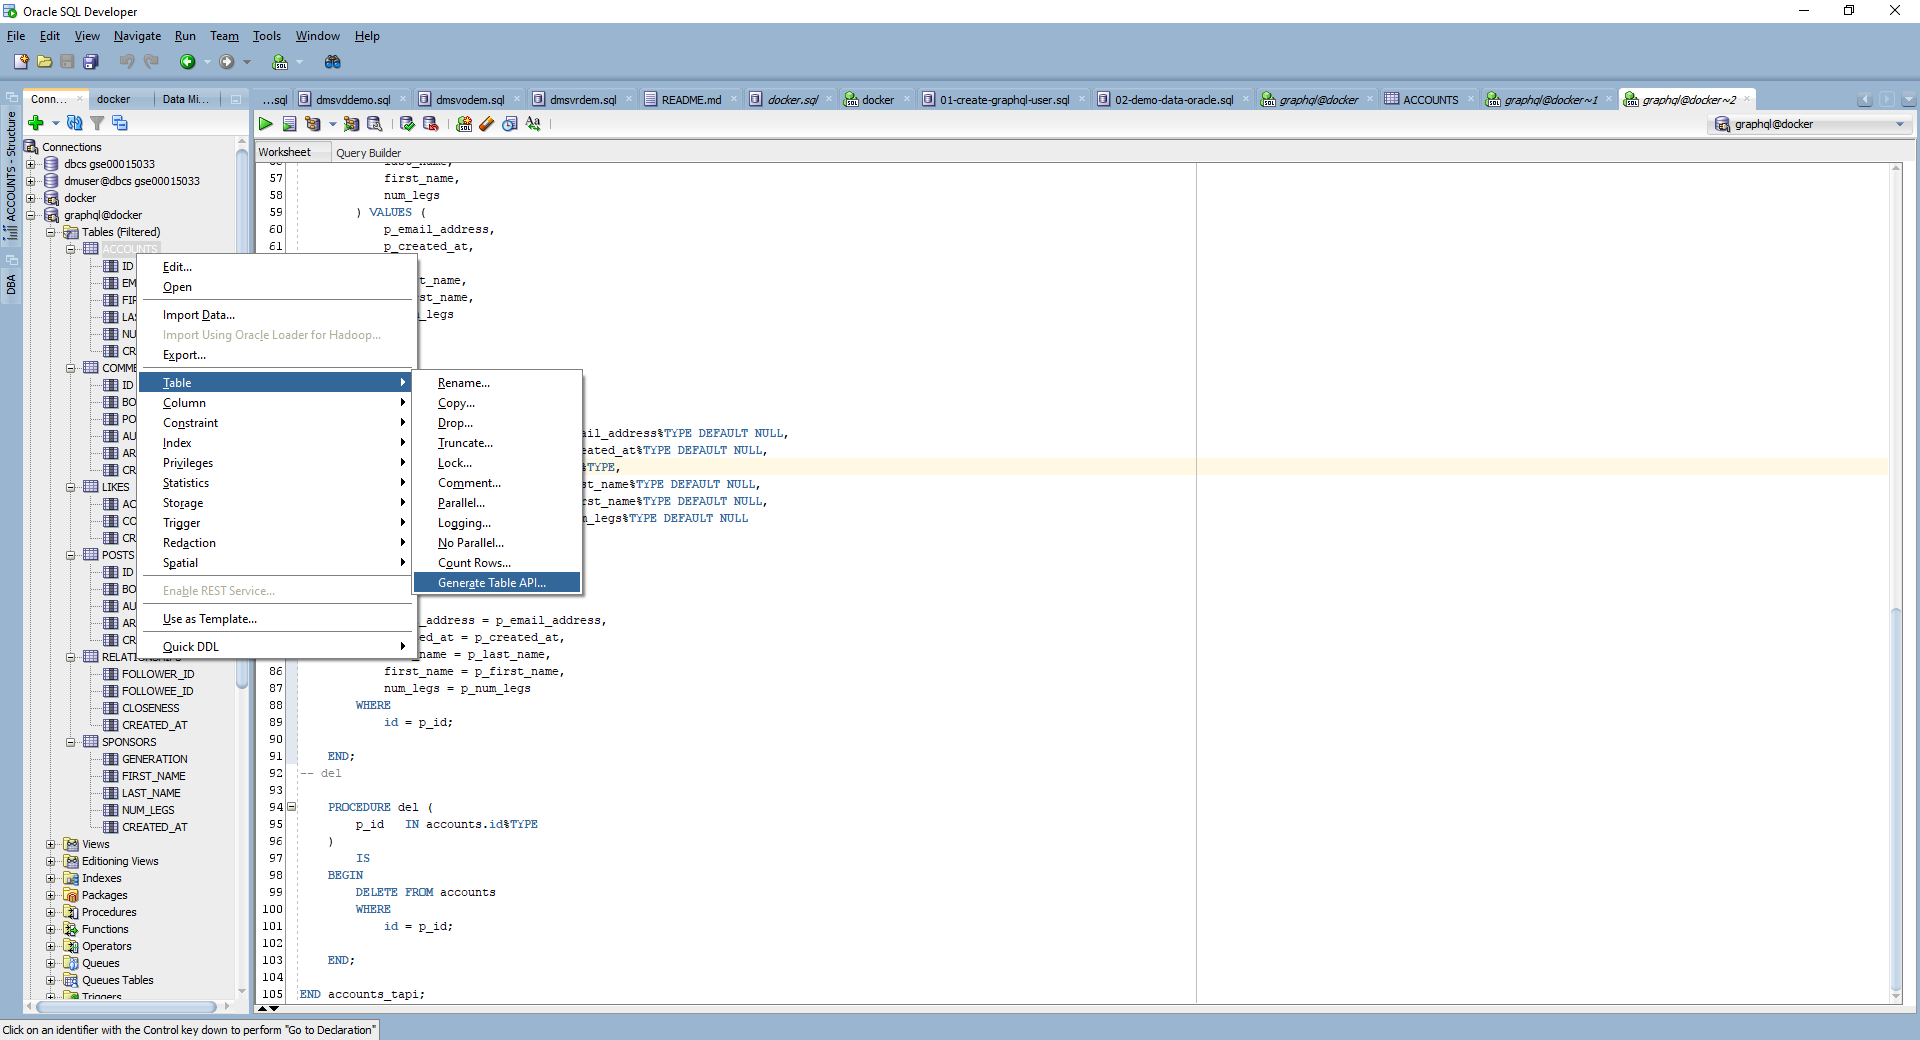 Oracle SQL Developer
File Edit View Navigate Run Team Tools Window Help
Conn... docker Data Mi... ...sql dmsvddemo.sql dmsvodem.sql dmsvrdem.sql README.md docker.sql docker 01-create-graphql-user.sql 02-demo-data-oracle.sql graphql@docker ACCOUNTS graphql@docker~1 graphql@docker~2
graphql@docker
ACCOUNTS - Structure
DBA
Connections
dbcs gse00015033
dmuser@dbcs gse00015033
docker
graphql@docker
Tables (Filtered)
ACCOUNTS
ID
EM
FIR
LAS
NU
CR
COMME
ID
BO
PO
AU
AR
CR
LIKES
AC
CO
CR
POSTS
ID
BO
AU
AR
CR
FOLLOWER_ID
FOLLOWEE_ID
CLOSENESS
CREATED_AT
SPONSORS
GENERATION
FIRST_NAME
LAST_NAME
NUM_LEGS
CREATED_AT
Views
Editioning Views
Indexes
Packages
Procedures
Functions
Operators
Queues
Queues Tables
Triggers
Edit...
Open
Import Data...
Import Using Oracle Loader for Hadoop...
Export...
Table
Column
Constraint
Index
Privileges
Statistics
Storage
Trigger
Redaction
Spatial
Enable REST Service...
Use as Template...
Quick DDL
Rename...
Copy...
Drop...
Truncate...
Lock...
Comment...
Parallel...
Logging...
No Parallel...
Count Rows...
Generate Table API...
Worksheet Query Builder
57 first_name,
58 num_legs
59 ) VALUES (
60 p_email_address,
61 p_created_at,
t_name,
st_name,
_legs
ail_address%TYPE DEFAULT NULL,
eated_at%TYPE DEFAULT NULL,
%TYPE,
st_name%TYPE DEFAULT NULL,
rst_name%TYPE DEFAULT NULL,
m_legs%TYPE DEFAULT NULL
_address = p_email_address,
ed_at = p_created_at,
_name = p_last_name,
86 first_name = p_first_name,
87 num_legs = p_num_legs
88 WHERE
89 id = p_id;
90
91 END;
92 -- del
93
94 PROCEDURE del (
95 p_id IN accounts.id%TYPE
96 )
97 IS
98 BEGIN
99 DELETE FROM accounts
100 WHERE
101 id = p_id;
102
103 END;
104
105 END accounts_tapi;
Click on an identifier with the Control key down to perform "Go to Declaration"